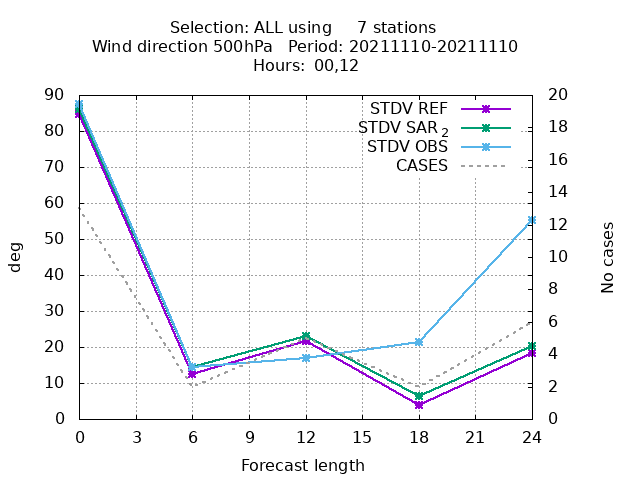 Selection: ALL using     7 stations
Wind direction 500hPa   Period: 20211110-20211110
Hours:  00,12
STDV REF
STDV SAR2
STDV OBS
CASES
90
80
70
60
50
40
30
20
10
0
deg
20
18
16
14
12
10
8
6
4
2
0
No cases
0 3 6 9 12 15 18 21 24
Forecast length